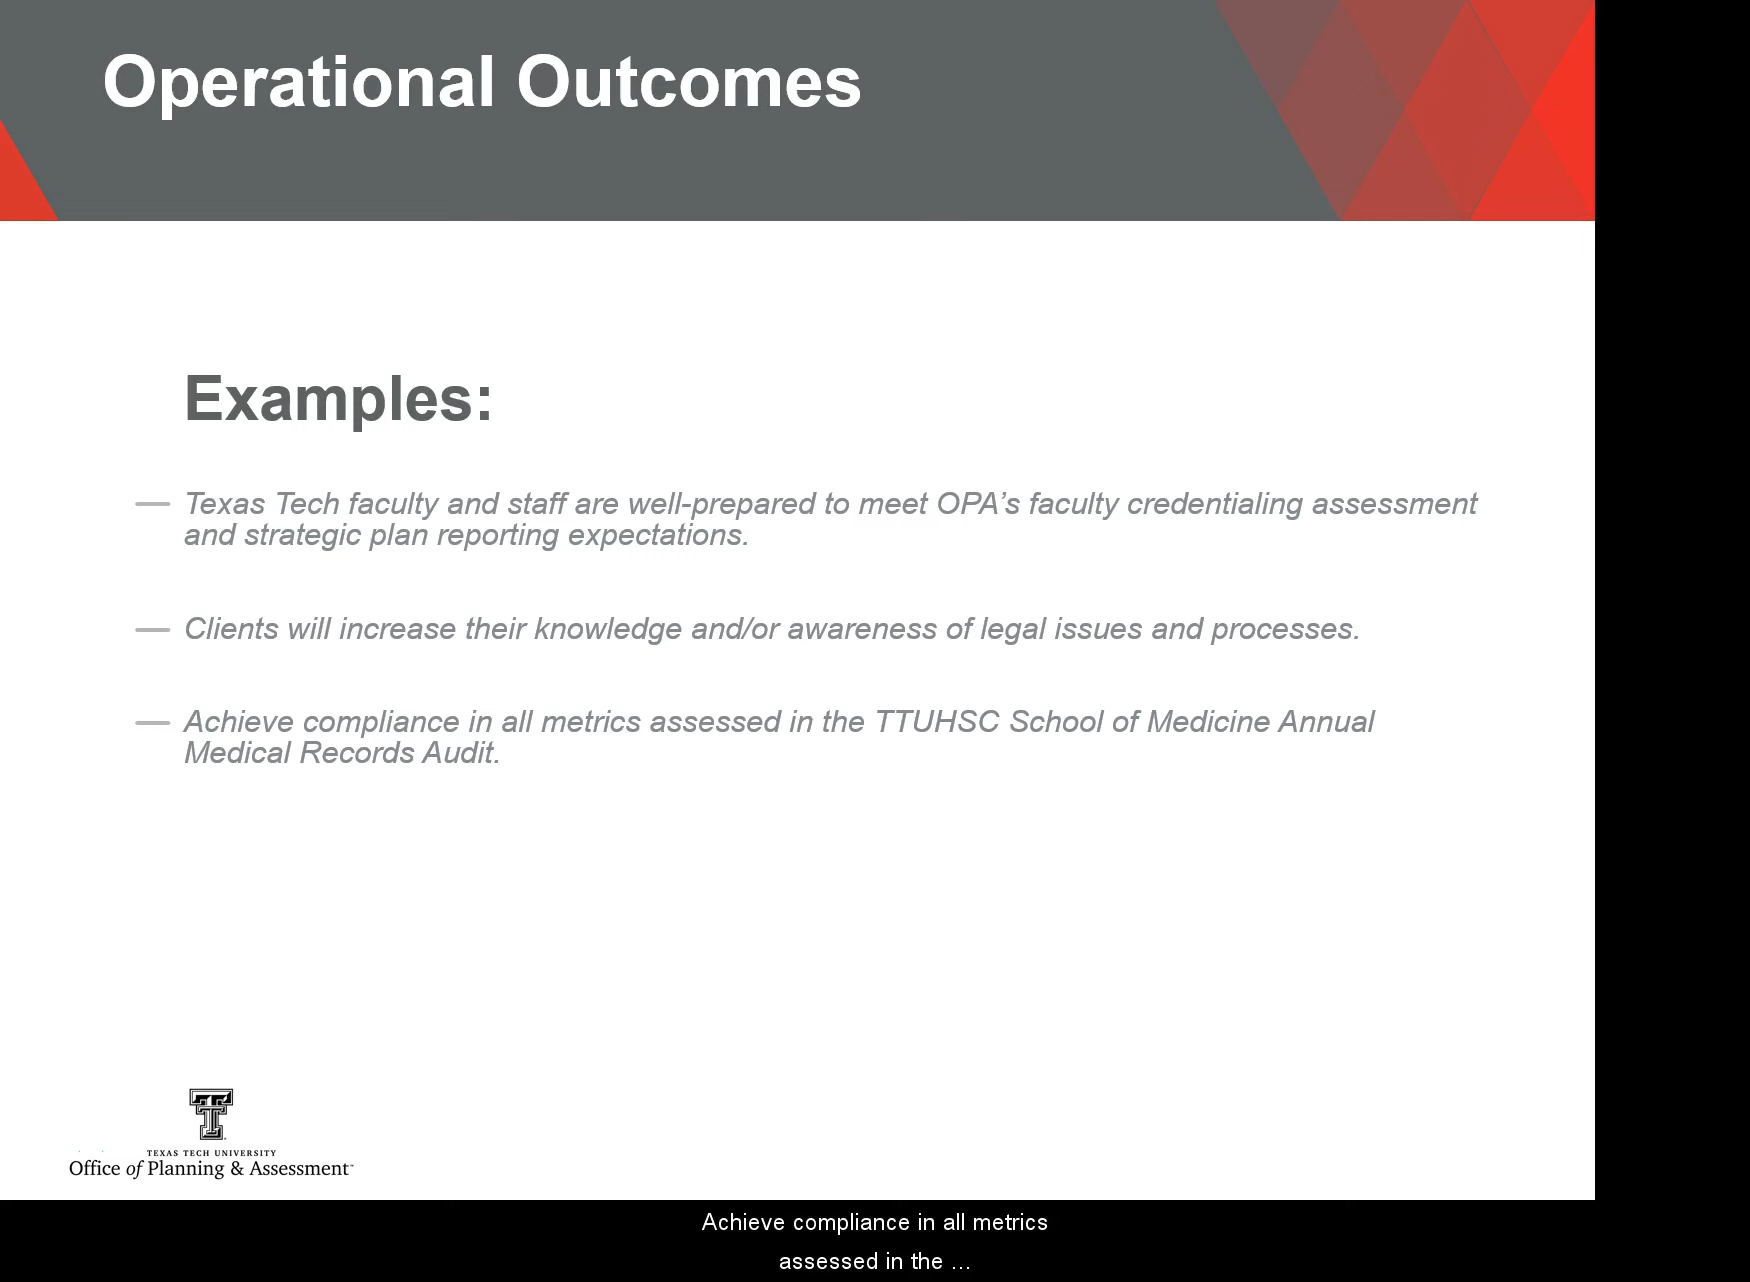 Operational Outcomes
Examples:
— Texas Tech faculty and staff are well-prepared to meet OPA’s faculty credentialing assessment
and strategic plan reporting expectations.
— Clients will increase their knowledge and/or awareness of legal issues and processes.
— Achieve compliance in all metrics assessed in the TTUHSC School of Medicine Annual
Medical Records Audit.
TEXAS TECH UNIVERSITY
Office of Planning & Assessment™
Achieve compliance in all metrics
assessed in the ...